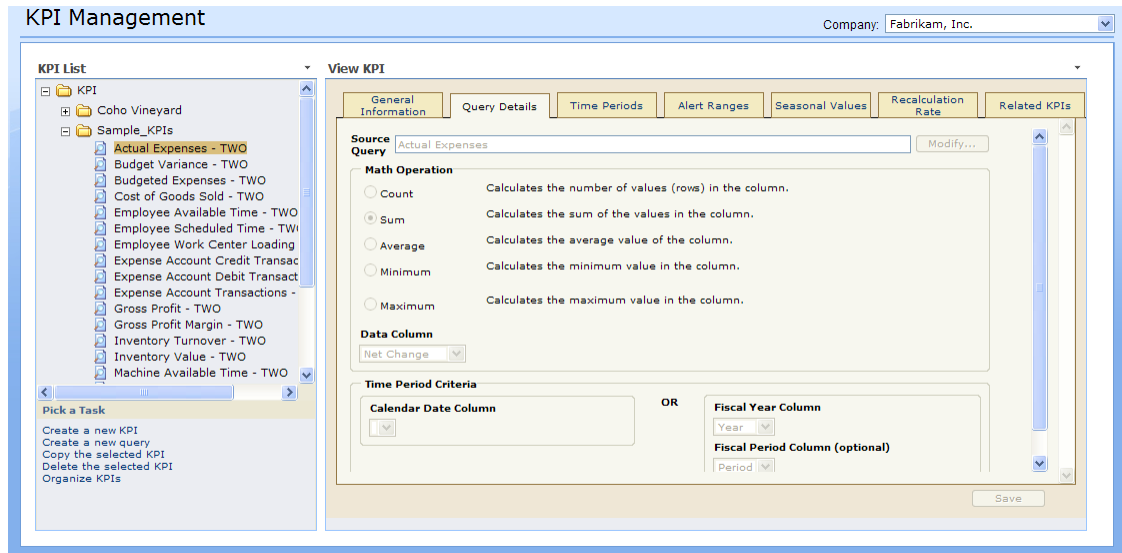 KPI Management
Company: Fabrikam, Inc.
KPI List
KPI
Coho Vineyard
Sample_KPIs
Actual Expenses - TWO
Budget Variance - TWO
Budgeted Expenses - TWO
Cost of Goods Sold - TWO
Employee Available Time - TWO
Employee Scheduled Time - TW
Employee Work Center Loading
Expense Account Credit Transac
Expense Account Debit Transact
Expense Account Transactions -
Gross Profit - TWO
Gross Profit Margin - TWO
Inventory Turnover - TWO
Inventory Value - TWO
Machine Available Time - TWO
Pick a Task
Create a new KPI
Create a new query
Copy the selected KPI
Delete the selected KPI
Organize KPIs
View KPI
General Information
Query Details
Time Periods
Alert Ranges
Seasonal Values
Recalculation Rate
Related KPIs
Source Query
Actual Expenses
Modify...
Math Operation
Count Calculates the number of values (rows) in the column.
Sum Calculates the sum of the values in the column.
Average Calculates the average value of the column.
Minimum Calculates the minimum value in the column.
Maximum Calculates the maximum value in the column.
Data Column
Net Change
Time Period Criteria
Calendar Date Column
OR
Fiscal Year Column
Year
Fiscal Period Column (optional)
Period
Save